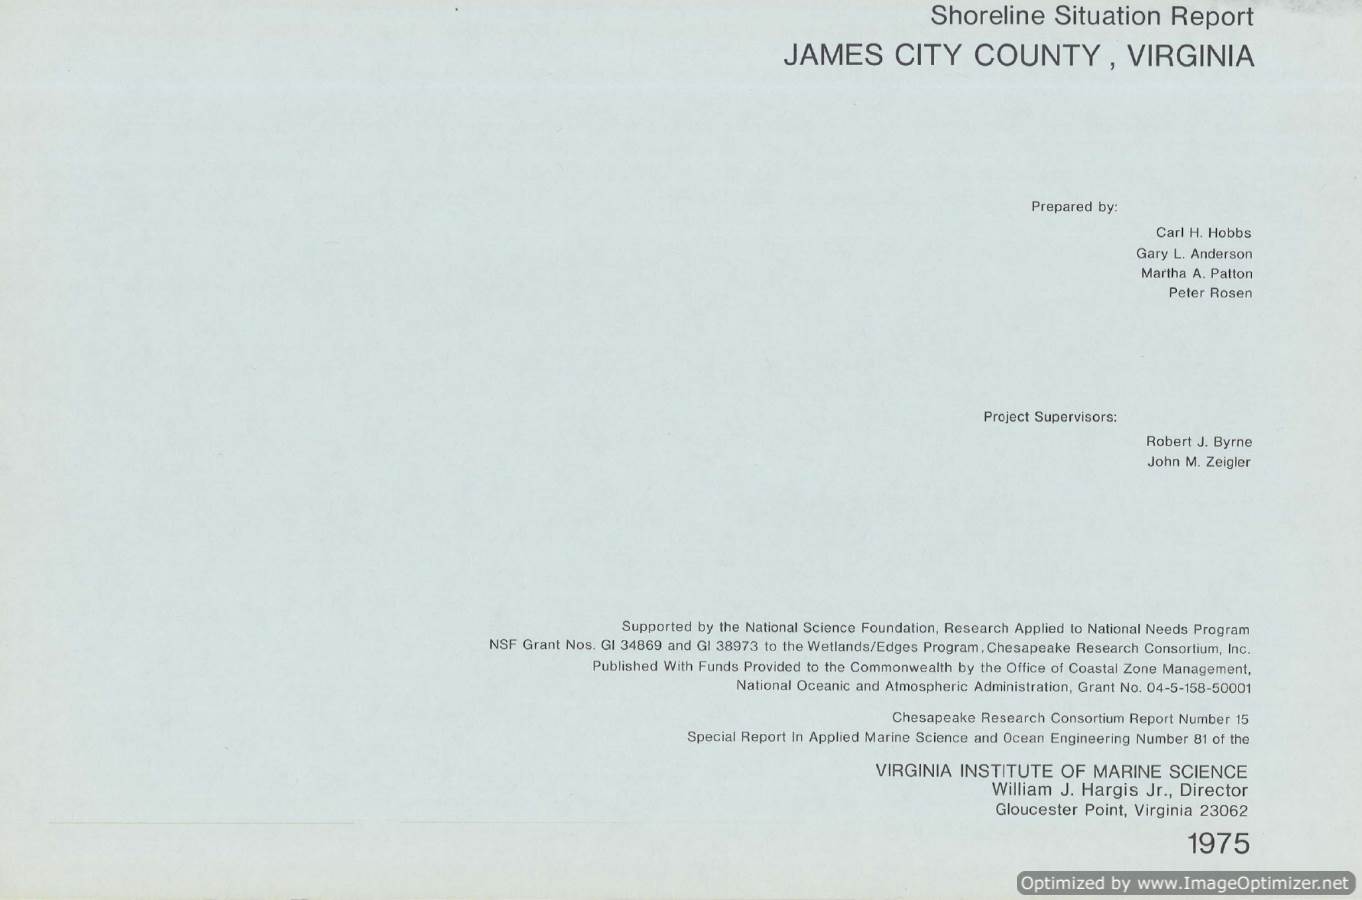 Shoreline Situation Report
JAMES CITY COUNTY , VIRGINIA
Prepared by:
Carl H. Hobbs
Gary L. Anderson
Martha A. Patton
Peter Rosen
Project Supervisors:
Robert J. Byrne
John M. Zeigler
Supported by the National Science Foundation, Research Applied to National Needs Program
NSF Grant Nos. GI 34869 and GI 38973 to the Wetlands/Edges Program, Chesapeake Research Consortium, Inc.
Published With Funds Provided to the Commonwealth by the Office of Coastal Zone Management,
National Oceanic and Atmospheric Administration, Grant No. 04-5-158-50001
Chesapeake Research Consortium Report Number 15
Special Report In Applied Marine Science and Ocean Engineering Number 81 of the
VIRGINIA INSTITUTE OF MARINE SCIENCE
William J. Hargis Jr., Director
Gloucester Point, Virginia 23062
1975
Optimized by www.ImageOptimizer.net